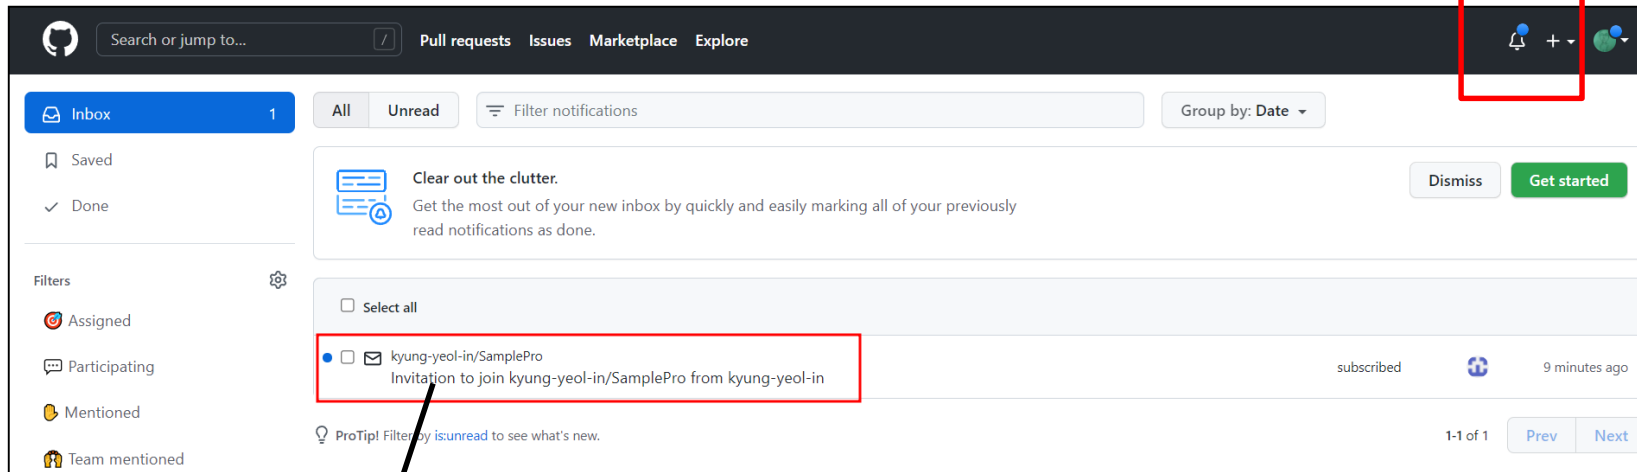 Search or jump to... /
Pull requests Issues Marketplace Explore
Inbox 1
Saved
Done
Filters
Assigned
Participating
Mentioned
Team mentioned
All Unread
Filter notifications
Group by: Date
Clear out the clutter.
Get the most out of your new inbox by quickly and easily marking all of your previously
read notifications as done.
Dismiss Get started
Select all
kyung-yeol-in/SamplePro
Invitation to join kyung-yeol-in/SamplePro from kyung-yeol-in
subscribed 9 minutes ago
ProTip! Filter by is:unread to see what's new.
1-1 of 1 Prev Next